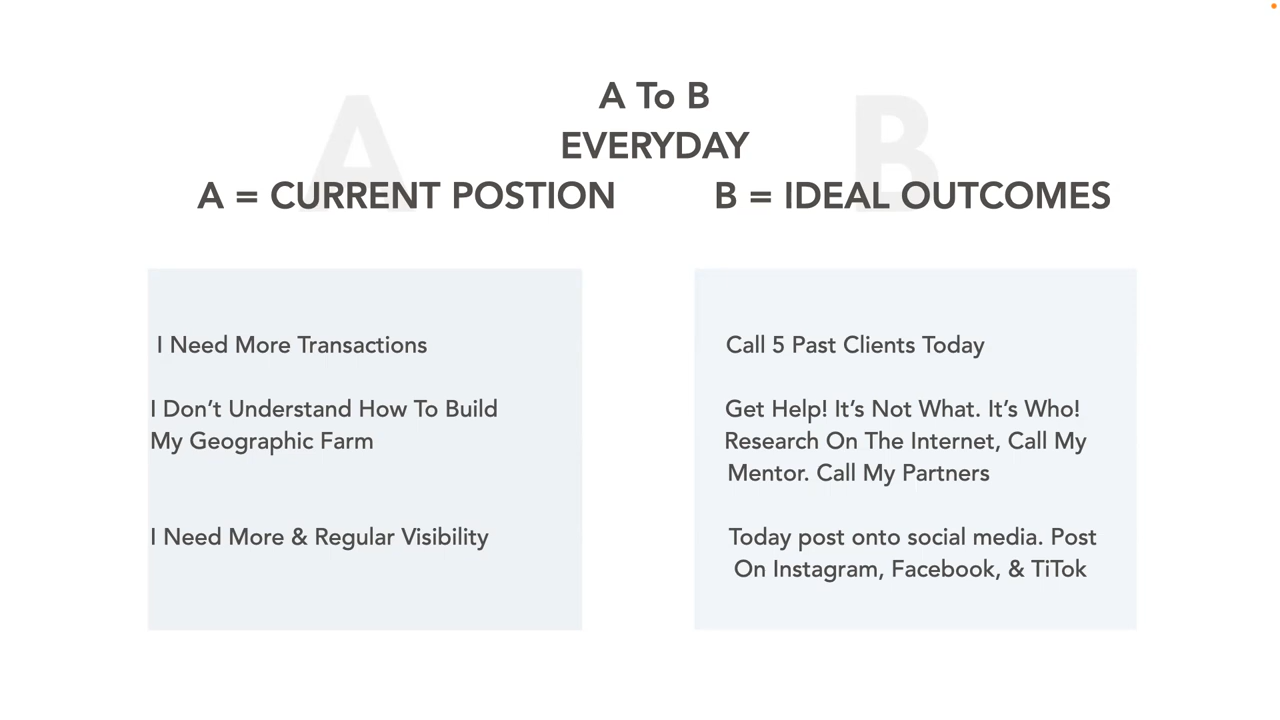 A
B
A To B
EVERYDAY
A = CURRENT POSTION
B = IDEAL OUTCOMES
I Need More Transactions
I Don’t Understand How To Build
My Geographic Farm
I Need More & Regular Visibility
Call 5 Past Clients Today
Get Help! It’s Not What. It’s Who!
Research On The Internet, Call My
Mentor. Call My Partners
Today post onto social media. Post
On Instagram, Facebook, & TiTok